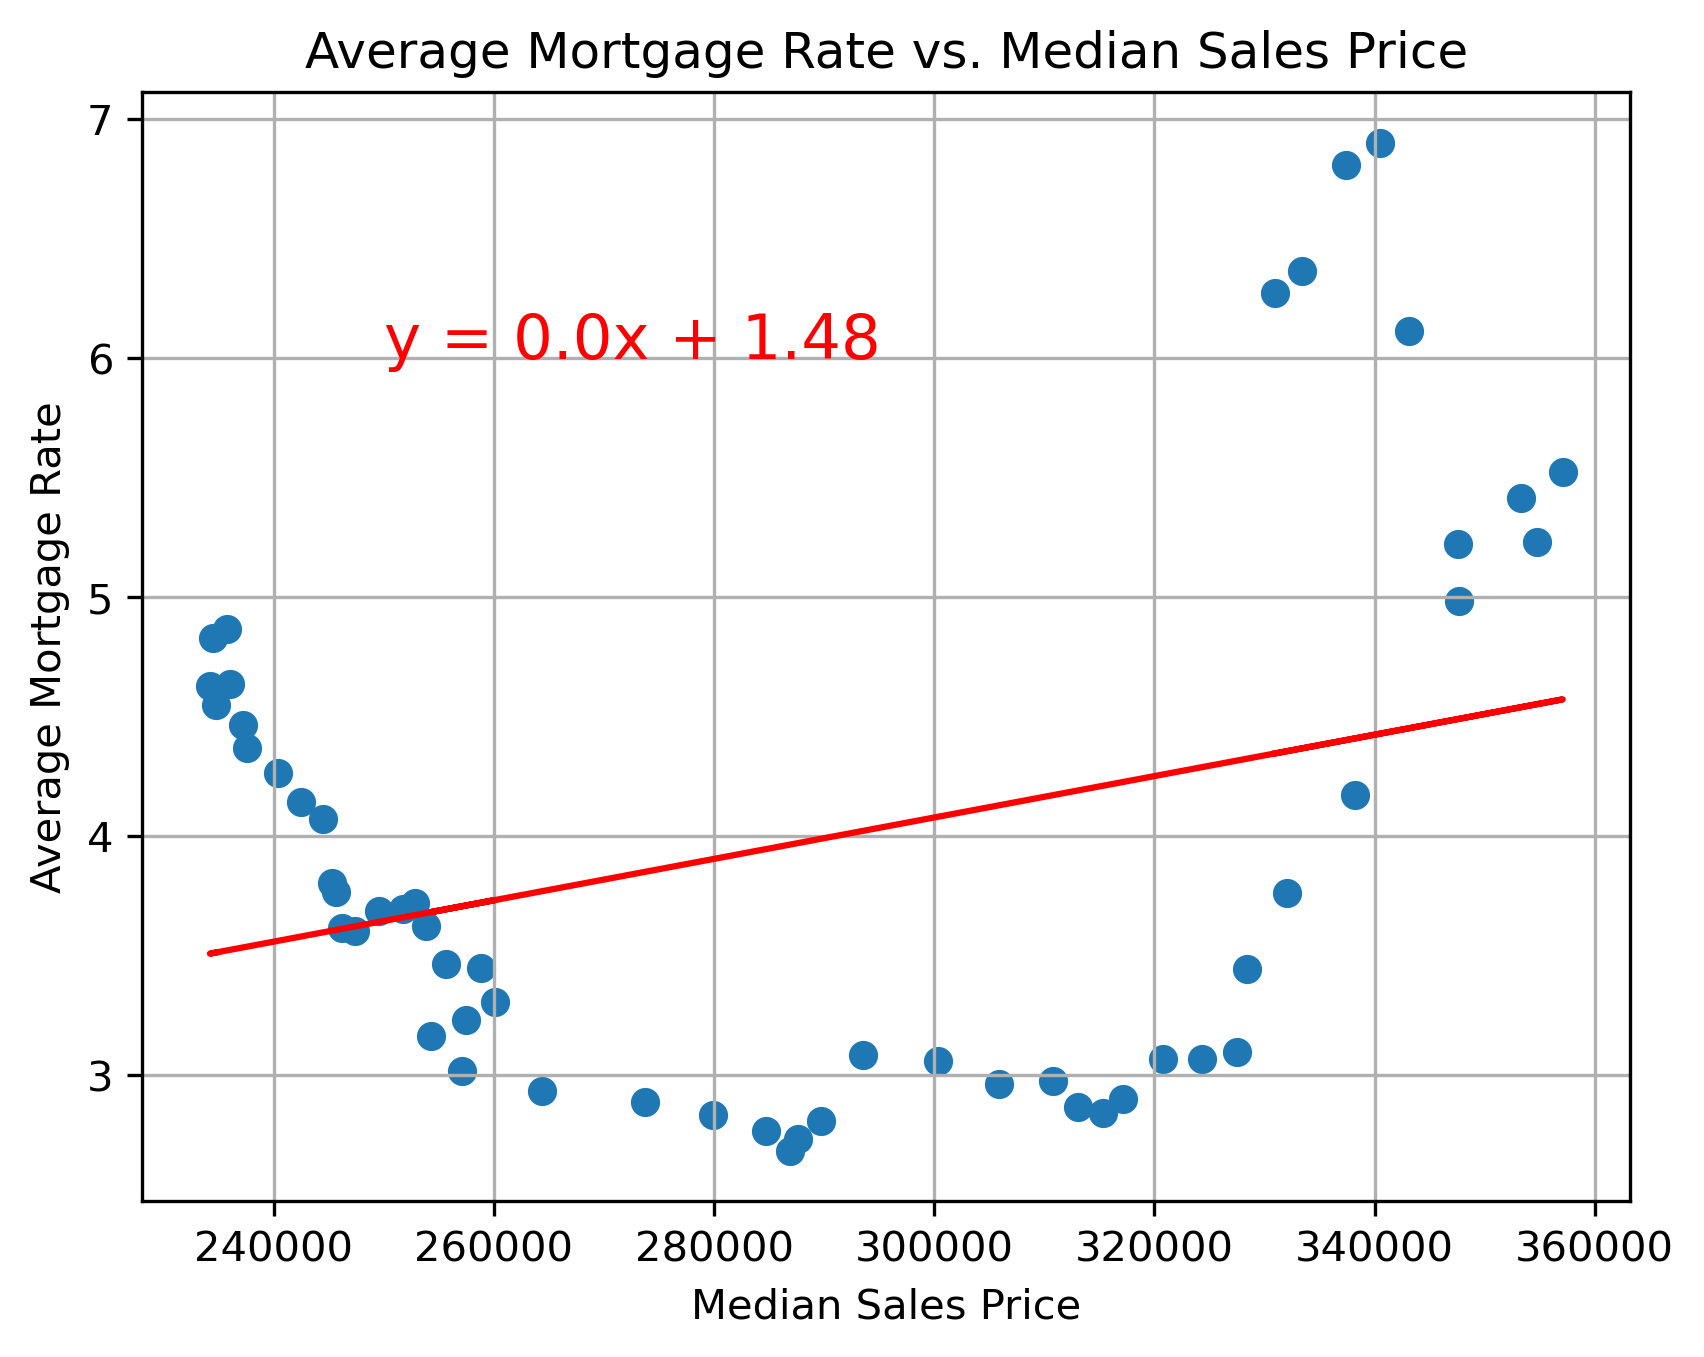 Average Mortgage Rate vs. Median Sales Price
7
6
5
4
3
Average Mortgage Rate
y = 0.0x + 1.48
240000 260000 280000 300000 320000 340000 360000
Median Sales Price